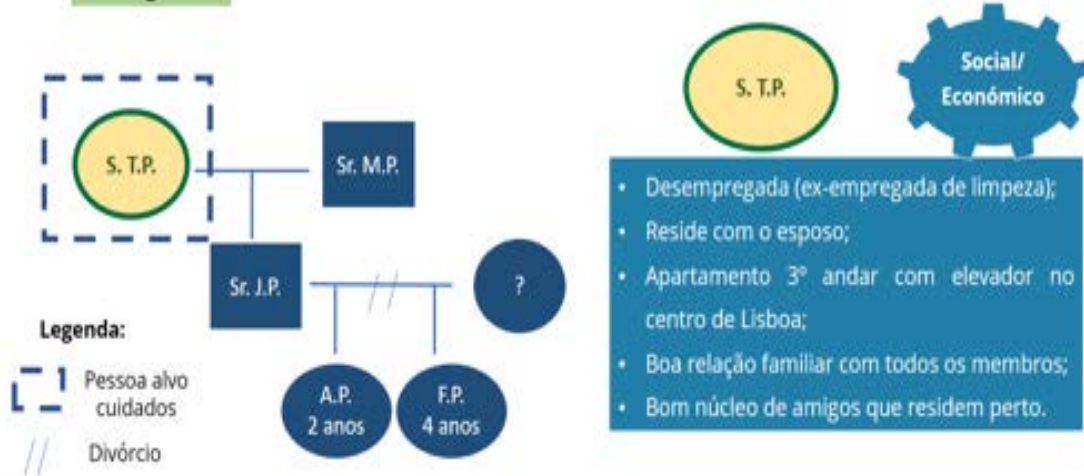 S. T.P.
Sr. M.P.
Sr. J.P.
?
A.P.
2 anos
F.P.
4 anos
Legenda:
Pessoa alvo
cuidados
Divórcio
S. T.P.
Social/
Económico
• Desempregada (ex-empregada de limpeza);
• Reside com o esposo;
• Apartamento 3º andar com elevador no
centro de Lisboa;
• Boa relação familiar com todos os membros;
• Bom núcleo de amigos que residem perto.